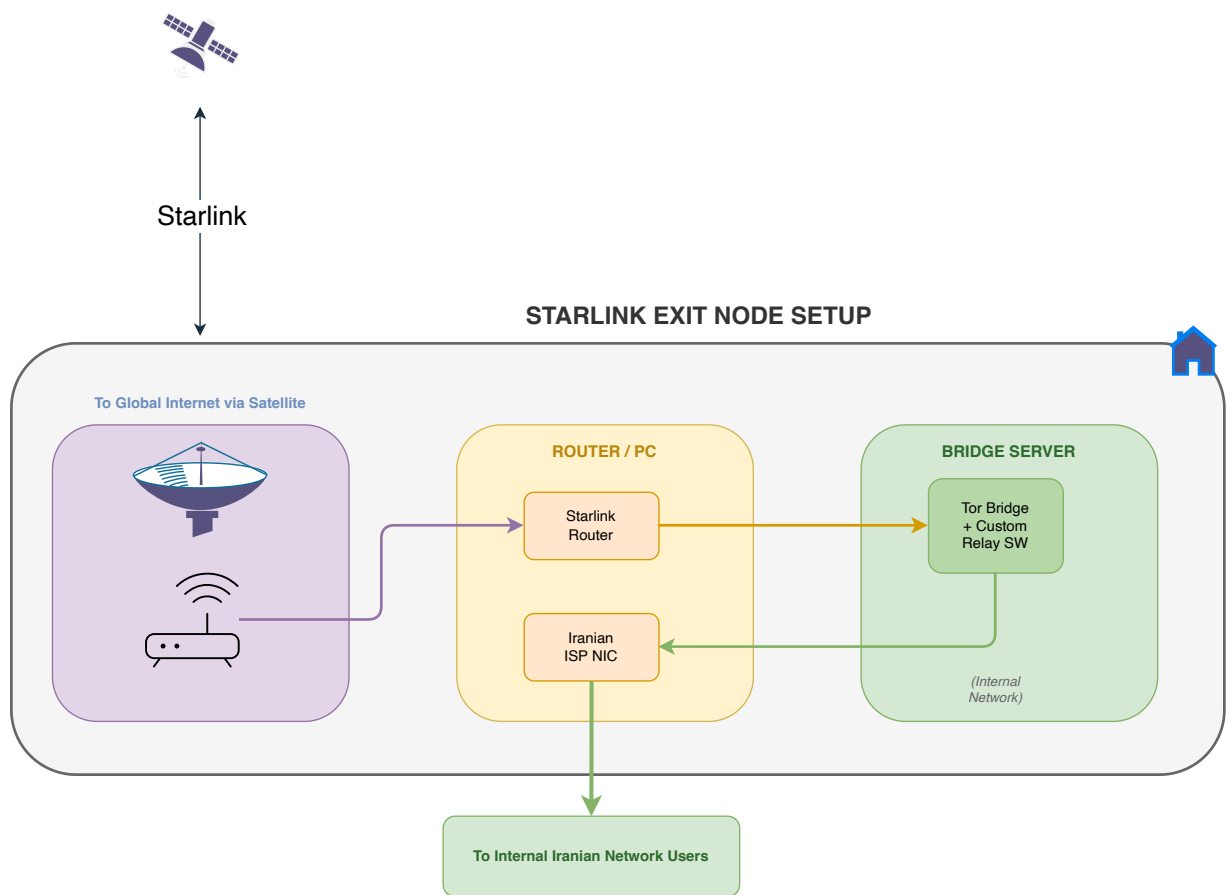 Starlink
STARLINK EXIT NODE SETUP
To Global Internet via Satellite
ROUTER / PC
Starlink
Router
Iranian
ISP NIC
BRIDGE SERVER
Tor Bridge
+ Custom
Relay SW
(Internal
Network)
To Internal Iranian Network Users